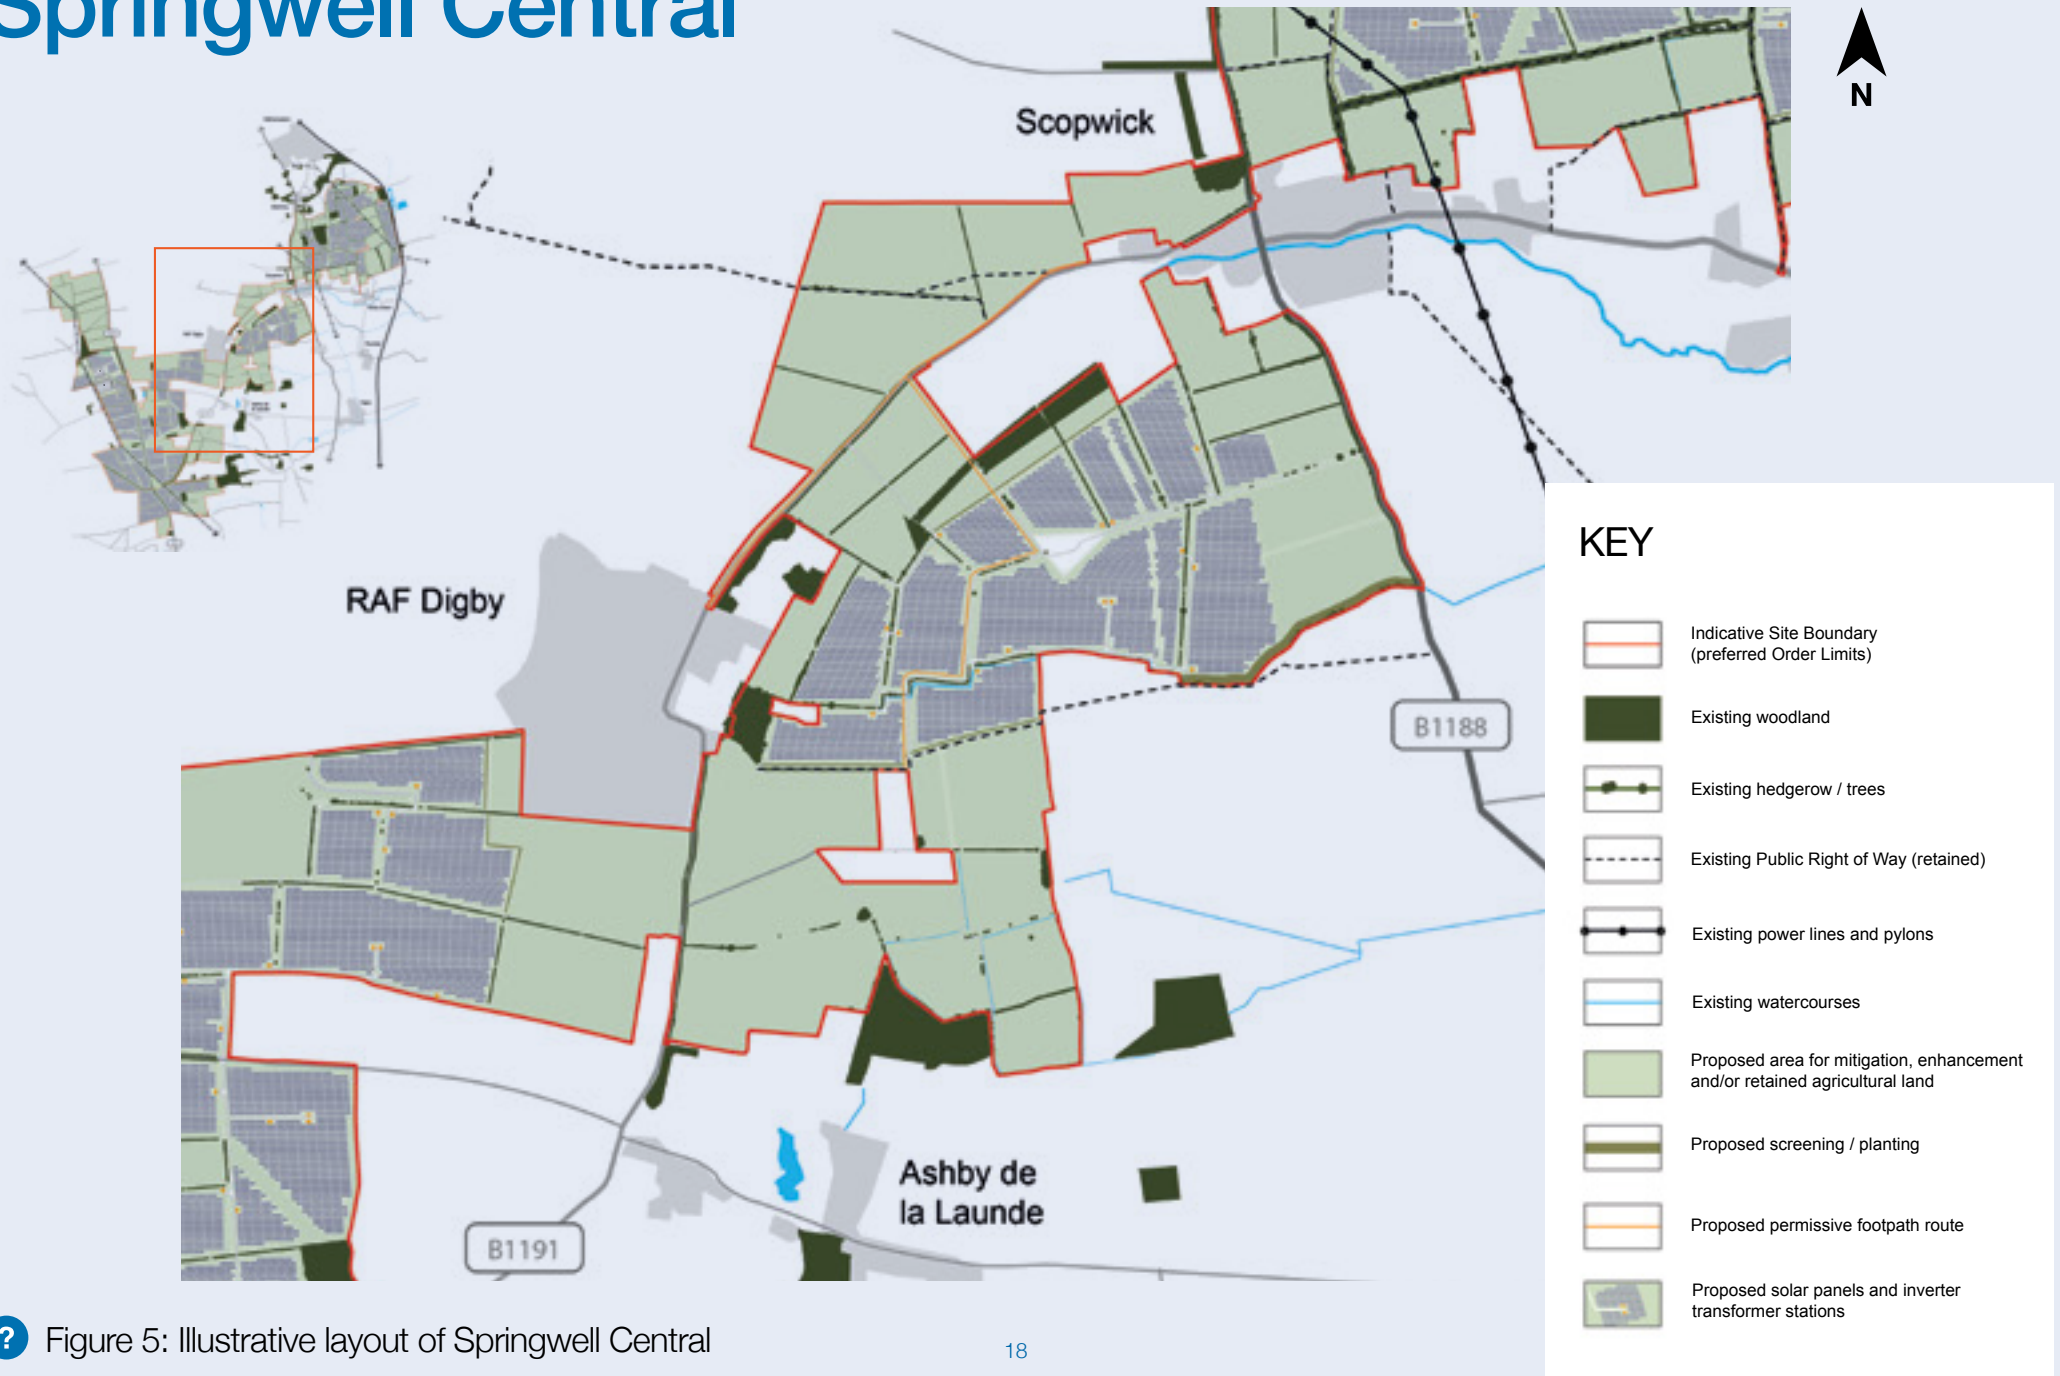 Springwell Central
N
Scopwick
RAF Digby
B1188
Ashby de
la Launde
B1191
KEY
Indicative Site Boundary
(preferred Order Limits)
Existing woodland
Existing hedgerow / trees
Existing Public Right of Way (retained)
Existing power lines and pylons
Existing watercourses
Proposed area for mitigation, enhancement
and/or retained agricultural land
Proposed screening / planting
Proposed permissive footpath route
Proposed solar panels and inverter
transformer stations
? Figure 5: Illustrative layout of Springwell Central
18